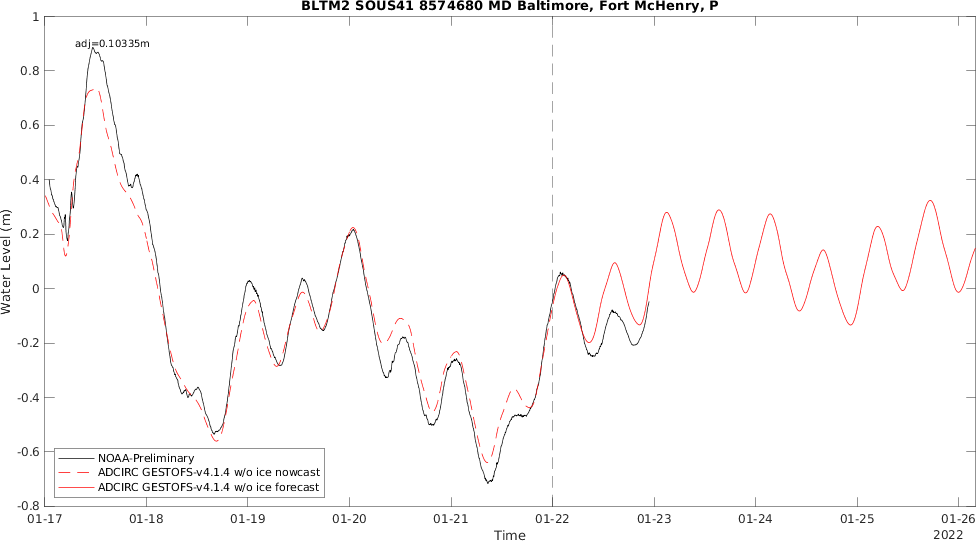 BLTM2 SOUS41 8574680 MD Baltimore, Fort McHenry, P
adj=0.10335m
1
0.8
0.6
0.4
0.2
0
-0.2
-0.4
-0.6
-0.8
Water Level (m)
NOAA-Preliminary
ADCIRC GESTOFS-v4.1.4 w/o ice nowcast
ADCIRC GESTOFS-v4.1.4 w/o ice forecast
01-17 01-18 01-19 01-20 01-21 01-22 01-23 01-24 01-25 01-26
Time
2022